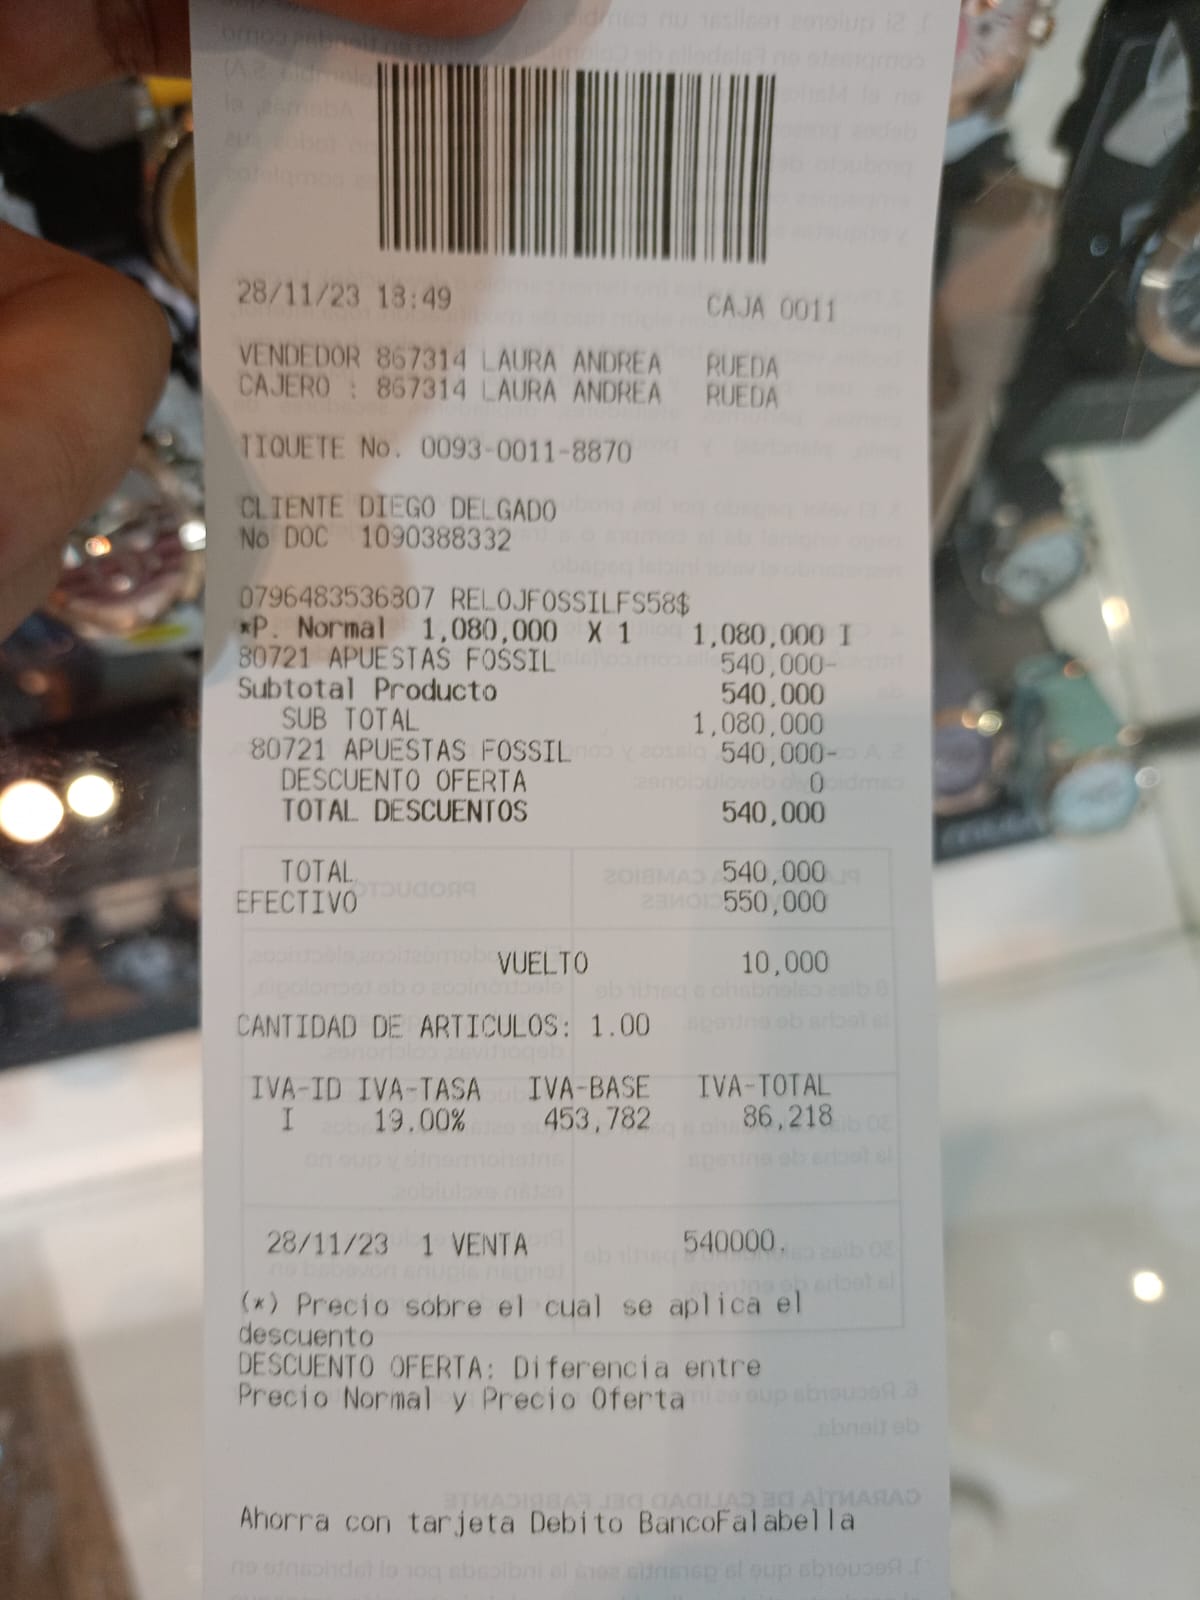 28/11/23 18:49 CAJA 0011
VENDEDOR 867314 LAURA ANDREA RUEDA
CAJERO : 867314 LAURA ANDREA RUEDA
TIQUETE No. 0093-0011-8870
CLIENTE DIEGO DELGADO
No DOC 1090388332
0796483536807 RELOJFOSSILFS58$
*P. Normal 1,080,000 X 1 1,080,000 I
80721 APUESTAS FOSSIL 540,000-
Subtotal Producto 540,000
SUB TOTAL 1,080,000
80721 APUESTAS FOSSIL 540,000-
DESCUENTO OFERTA 0
TOTAL DESCUENTOS 540,000
TOTAL 540,000
EFECTIVO 550,000
VUELTO 10,000
CANTIDAD DE ARTICULOS: 1.00
IVA-ID IVA-TASA IVA-BASE IVA-TOTAL
I 19.00% 453,782 86,218
28/11/23 1 VENTA 540000.
(*) Precio sobre el cual se aplica el
descuento
DESCUENTO OFERTA: Diferencia entre
Precio Normal y Precio Oferta
Ahorra con tarjeta Debito BancoFalabella